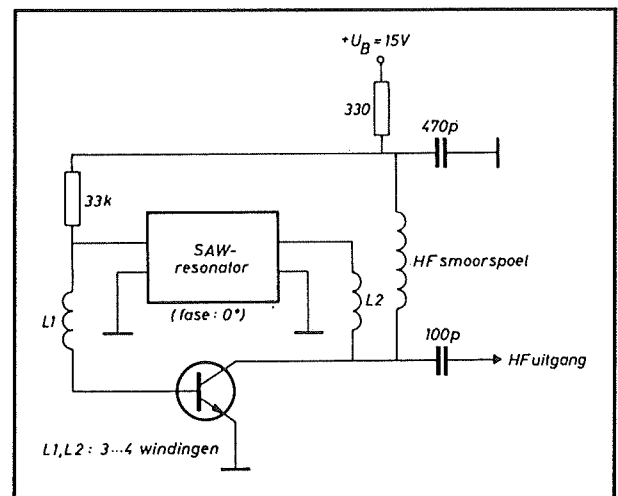 +U_B = 15V
330
470p
33k
SAW-
resonator
(fase: 0°)
HF smoorspoel
L1
L2
100p
HF uitgang
L1, L2 : 3...4 windingen